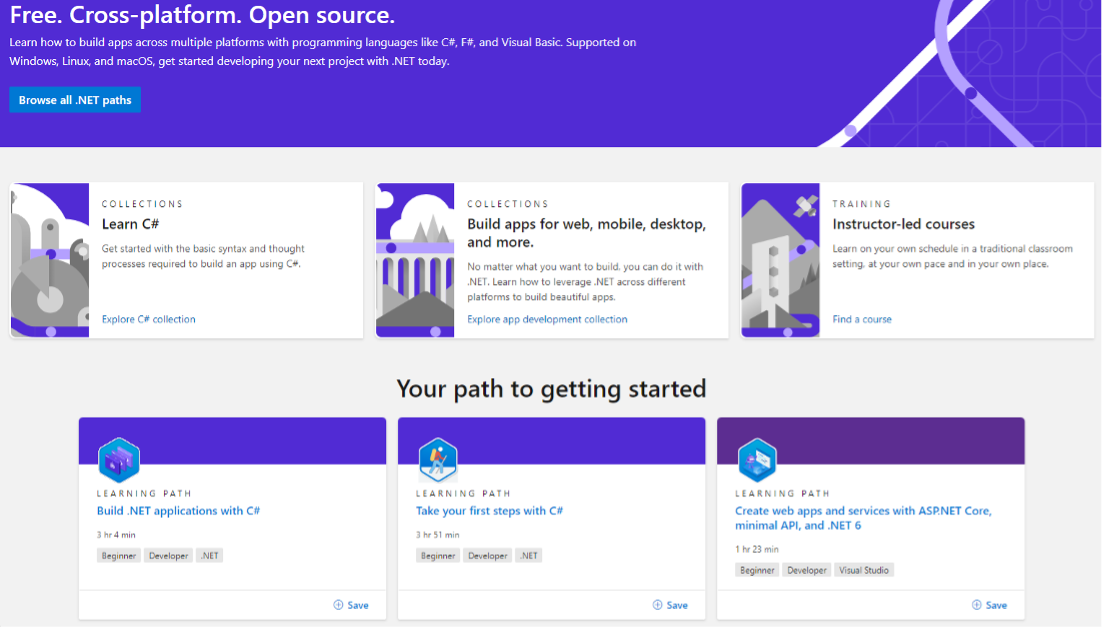 Free. Cross-platform. Open source.
Learn how to build apps across multiple platforms with programming languages like C#, F#, and Visual Basic. Supported on
Windows, Linux, and macOS, get started developing your next project with .NET today.
Browse all .NET paths
COLLECTIONS
Learn C#
Get started with the basic syntax and thought
processes required to build an app using C#.
Explore C# collection
COLLECTIONS
Build apps for web, mobile, desktop,
and more.
No matter what you want to build, you can do it with
.NET. Learn how to leverage .NET across different
platforms to build beautiful apps.
Explore app development collection
TRAINING
Instructor-led courses
Learn on your own schedule in a traditional classroom
setting, at your own pace and in your own place.
Find a course
Your path to getting started
LEARNING PATH
Build .NET applications with C#
3 hr 4 min
Beginner Developer .NET
Save
LEARNING PATH
Take your first steps with C#
3 hr 51 min
Beginner Developer .NET
Save
LEARNING PATH
Create web apps and services with ASP.NET Core,
minimal API, and .NET 6
1 hr 23 min
Beginner Developer Visual Studio
Save